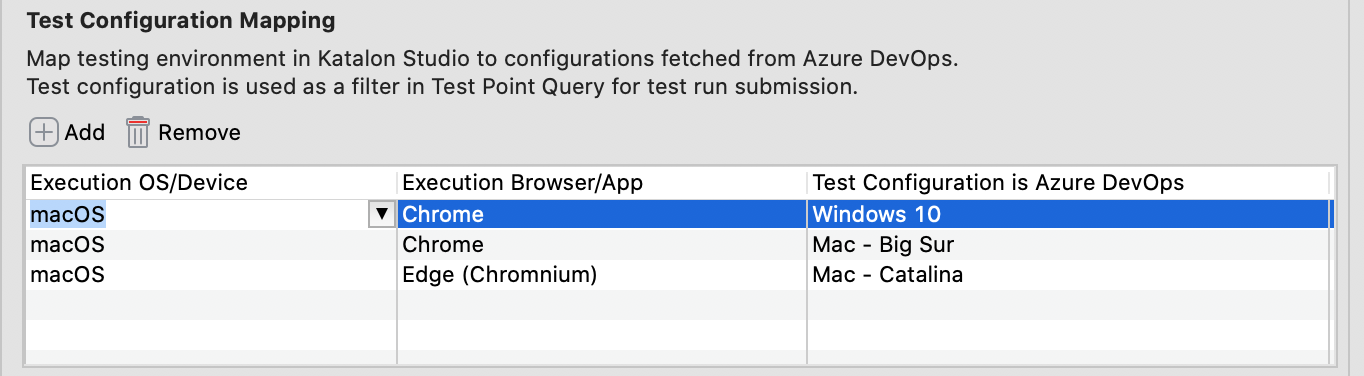 Test Configuration Mapping
Map testing environment in Katalon Studio to configurations fetched from Azure DevOps.
Test configuration is used as a filter in Test Point Query for test run submission.
Add Remove
Execution OS/Device Execution Browser/App Test Configuration is Azure DevOps
macOS Chrome Windows 10
macOS Chrome Mac - Big Sur
macOS Edge (Chromnium) Mac - Catalina